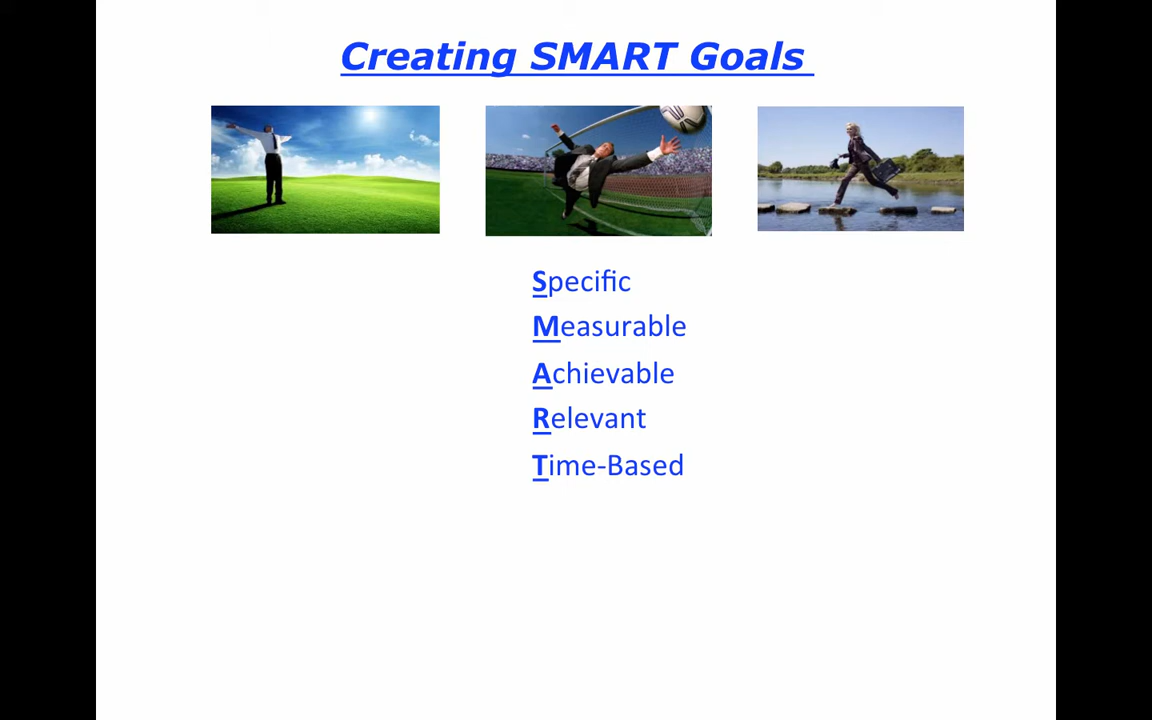 Creating SMART Goals
Specific
Measurable
Achievable
Relevant
Time-Based